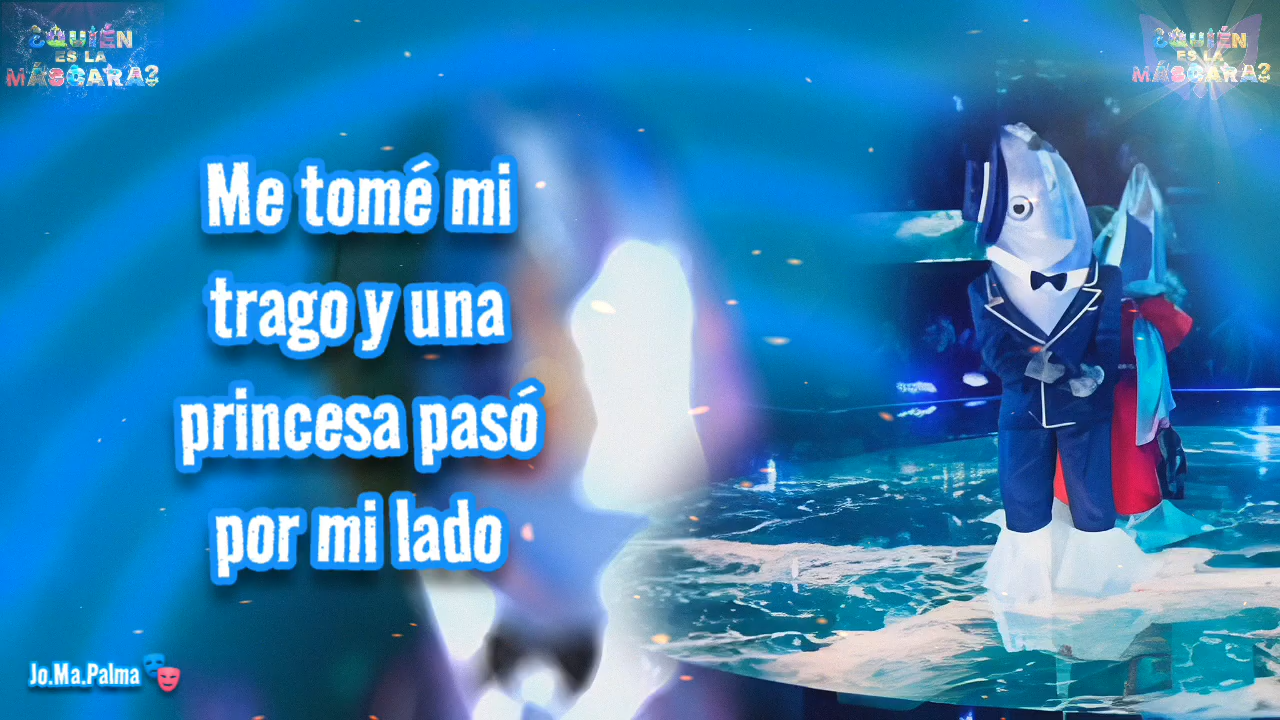 ¿QUIÉN
ES LA
MÁSCARA?
¿QUIÉN
ES LA
MÁSCARA?
Me tomé mi
trago y una
princesa pasó
por mi lado
Jo.Ma.Palma